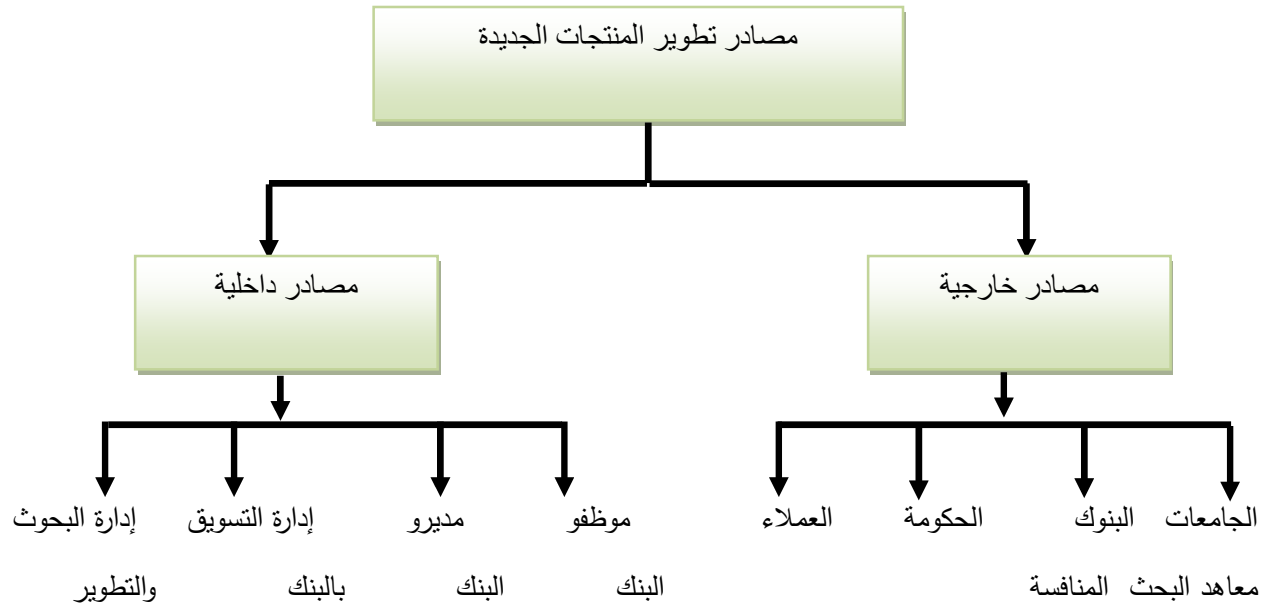 مصادر تطوير المنتجات الجديدة
مصادر خارجية
مصادر داخلية
الجامعات البنوك الحكومة العملاء موظفو مديرو إدارة التسويق إدارة البحوث
معاهد البحث المنافسة البنك البنك بالبنك والتطوير